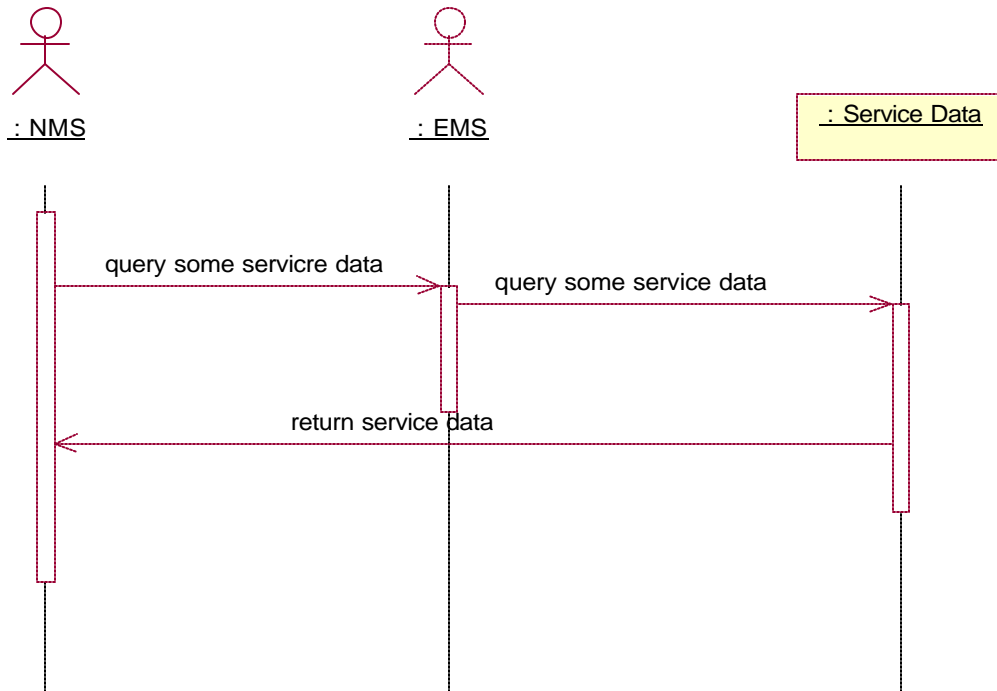 : NMS
: EMS
: Service Data
query some servicre data
query some service data
return service data